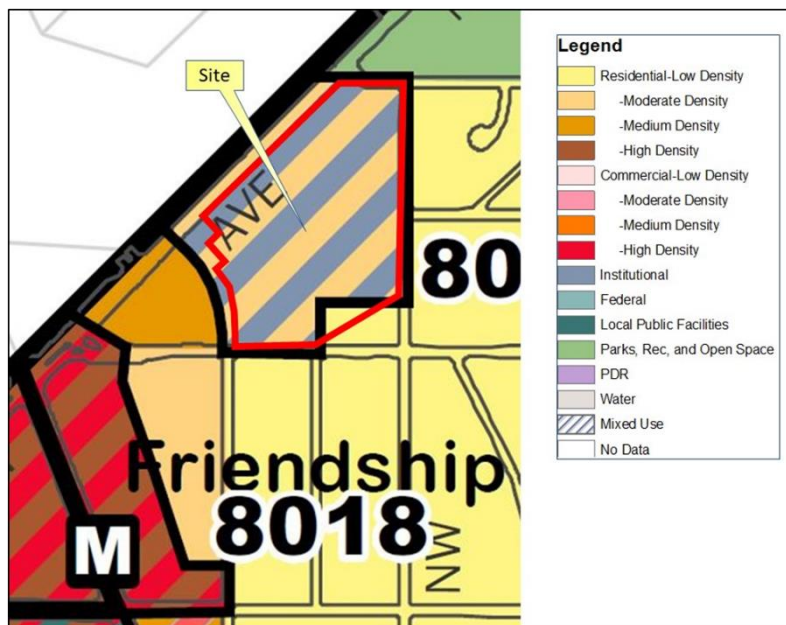 Site
AVE
80
Friendship
8018
M
NW
Legend
Residential-Low Density
-Moderate Density
-Medium Density
-High Density
Commercial-Low Density
-Moderate Density
-Medium Density
-High Density
Institutional
Federal
Local Public Facilities
Parks, Rec, and Open Space
PDR
Water
Mixed Use
No Data